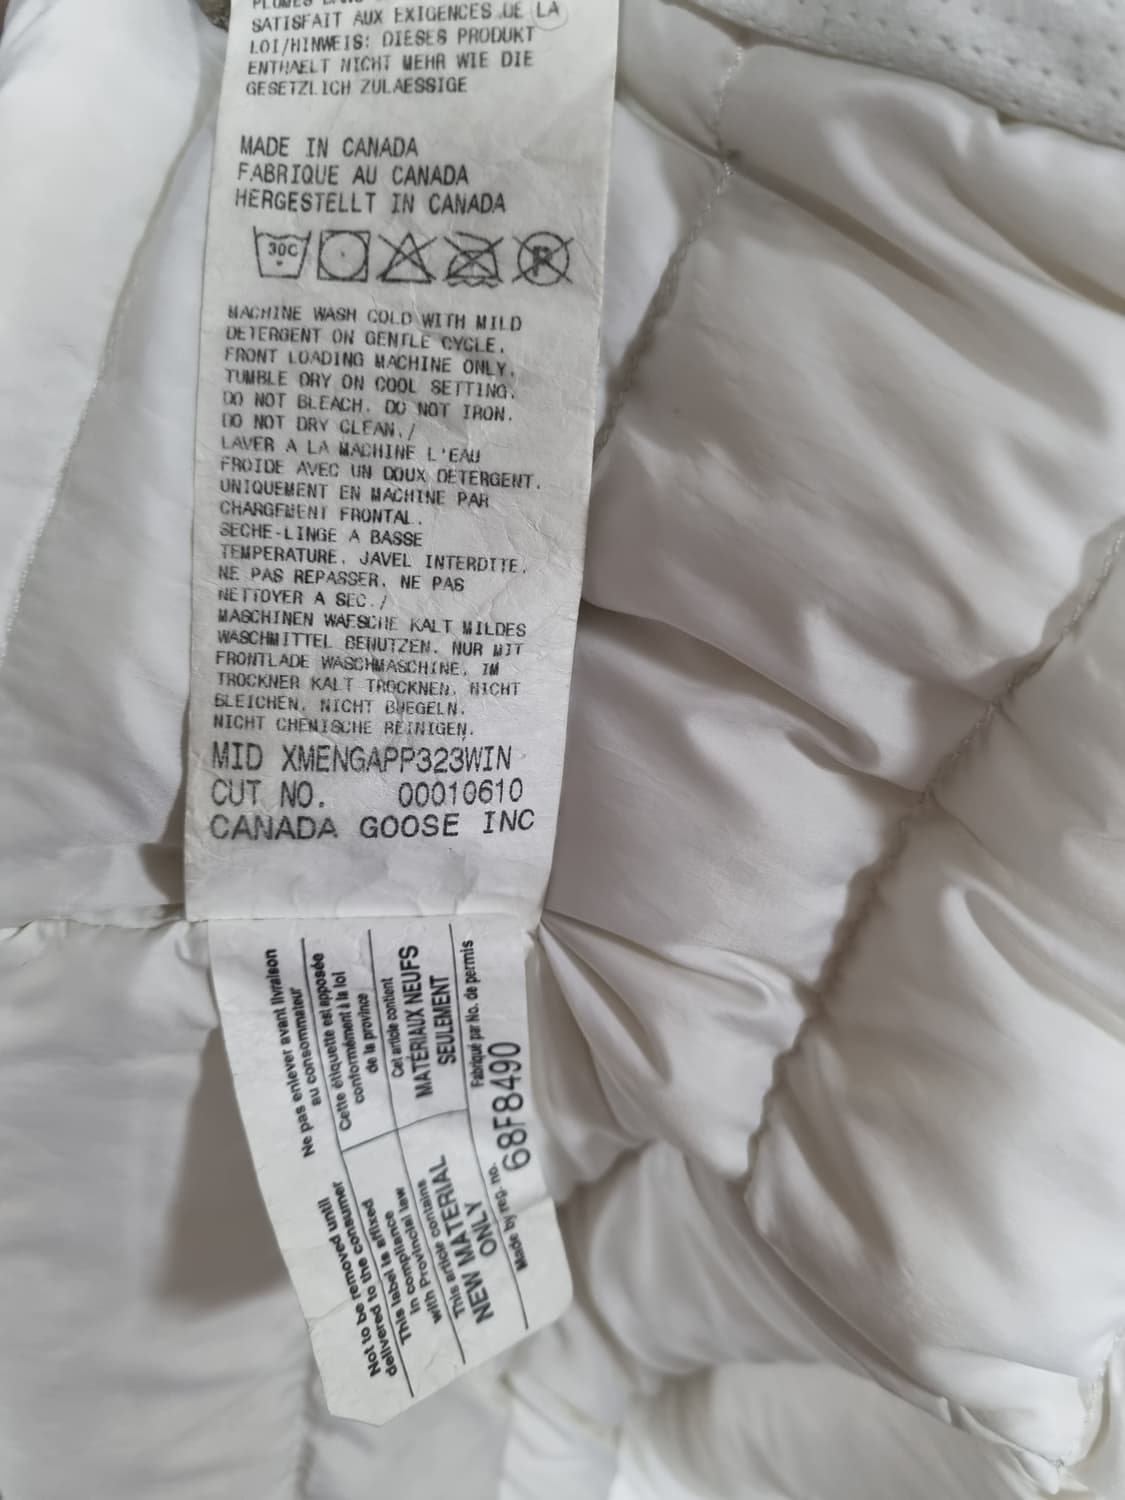 PLUMES DANS
SATISFAIT AUX EXIGENCES DE LA
LOI/HINWEIS: DIESES PRODUKT
ENTHAELT NICHT MEHR WIE DIE
GESETZLICH ZULAESSIGE
MADE IN CANADA
FABRIQUE AU CANADA
HERGESTELLT IN CANADA
30C
P
MACHINE WASH COLD WITH MILD
DETERGENT ON GENTLE CYCLE.
FRONT LOADING MACHINE ONLY.
TUMBLE DRY ON COOL SETTING.
DO NOT BLEACH. DO NOT IRON.
DO NOT DRY CLEAN./
LAVER A LA MACHINE L'EAU
FROIDE AVEC UN DOUX DETERGENT.
UNIQUEMENT EN MACHINE PAR
CHARGEMENT FRONTAL.
SECHE-LINGE A BASSE
TEMPERATURE. JAVEL INTERDITE.
NE PAS REPASSER. NE PAS
NETTOYER A SEC./
MASCHINEN WAESCHE KALT MILDES
WASCHMITTEL BENUTZEN. NUR MIT
FRONTLADE WASCHMASCHINE. IM
TROCKNER KALT TROCKNEN. NICHT
BLEICHEN. NICHT BUEGELN.
NICHT CHEMISCHE REINIGEN.
MID XMENGAPP323WIN
CUT NO. 00010610
CANADA GOOSE INC
Not to be removed until
delivered to the consumer
This label is affixed
in compliance
with Provincial law
This article contains
NEW MATERIAL
ONLY
Made by reg. no.
Ne pas enlever avant livraison
au consommateur
Cette étiquette est apposée
conformément à la loi
de la province
Cet article contient
MATÉRIAUX NEUFS
SEULEMENT
Fabriqué par No. de permis
68F8490